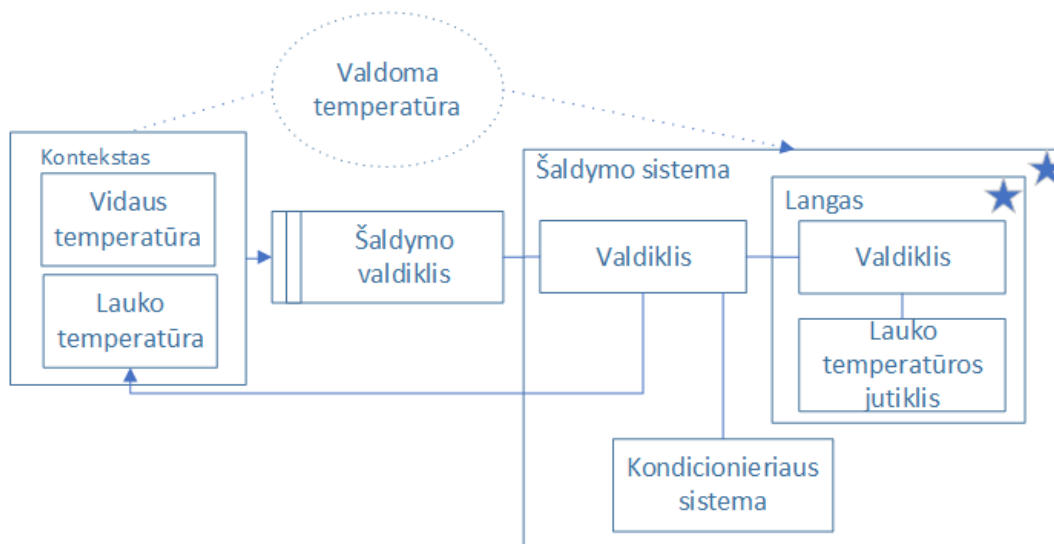 Valdoma
temperatūra
Kontekstas
Vidaus
temperatūra
Lauko
temperatūra
Šaldymo
valdiklis
Šaldymo sistema
Valdiklis
Langas
Valdiklis
Lauko
temperatūros
jutiklis
Kondicionieriaus
sistema